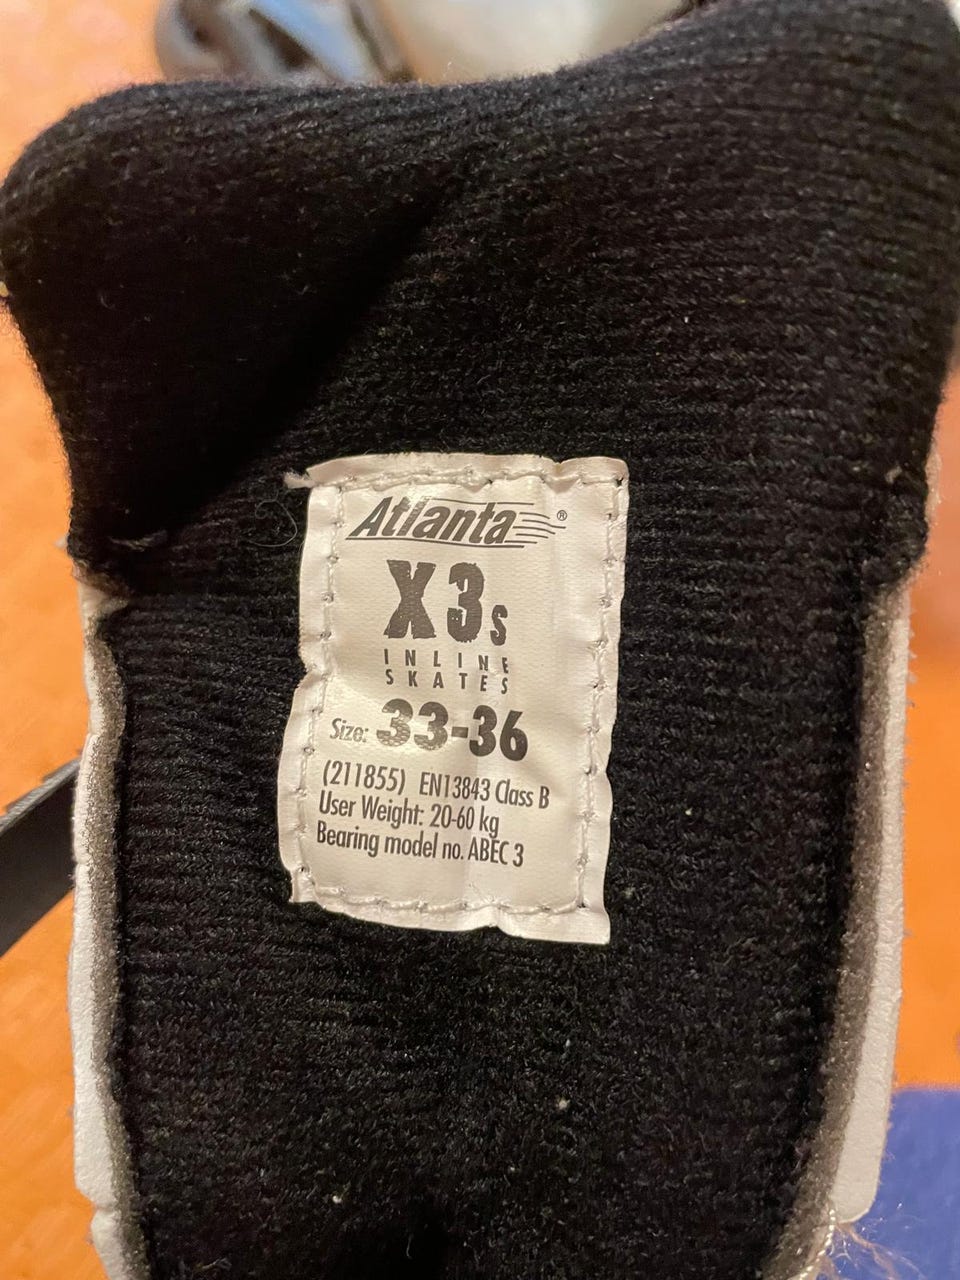 Atlanta®
X3s
INLINE
SKATES
Size: 33-36
(211855) EN13843 Class B
User Weight: 20-60 kg
Bearing model no. ABEC 3